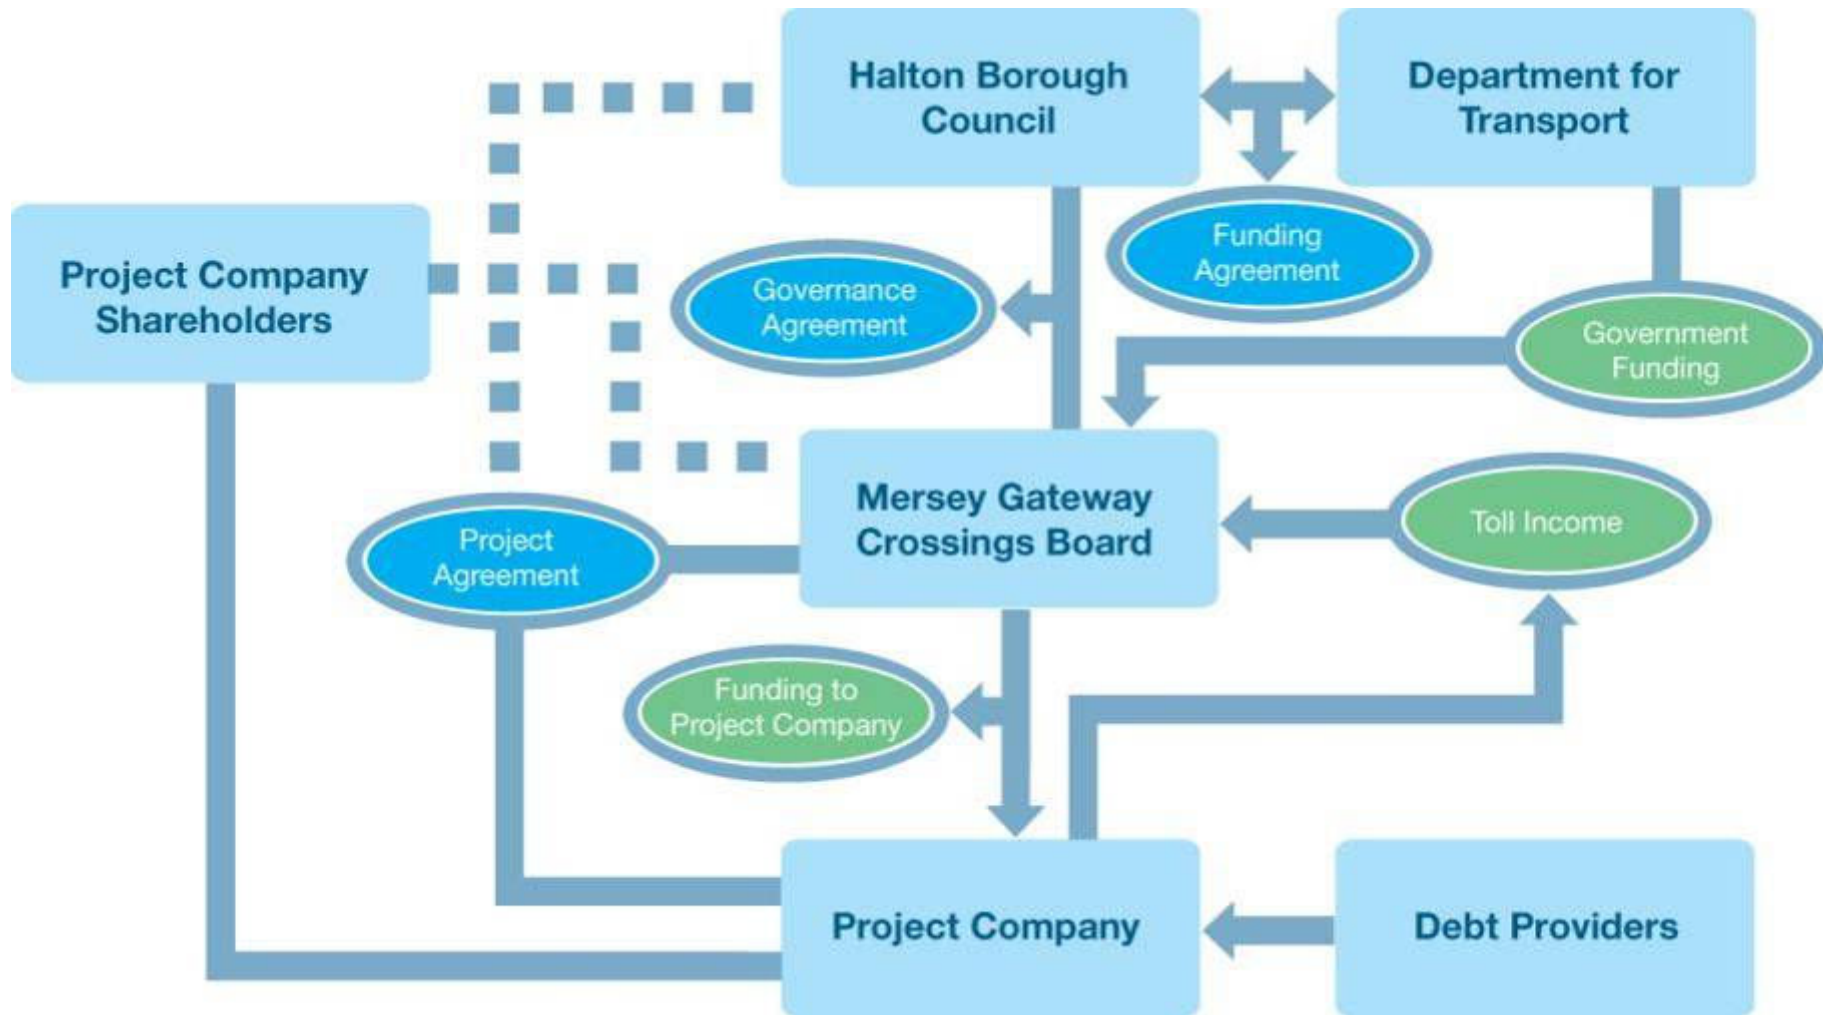 Halton Borough
Council
Department for
Transport
Project Company
Shareholders
Funding
Agreement
Governance
Agreement
Government
Funding
Mersey Gateway
Crossings Board
Toll Income
Project
Agreement
Funding to
Project Company
Project Company
Debt Providers